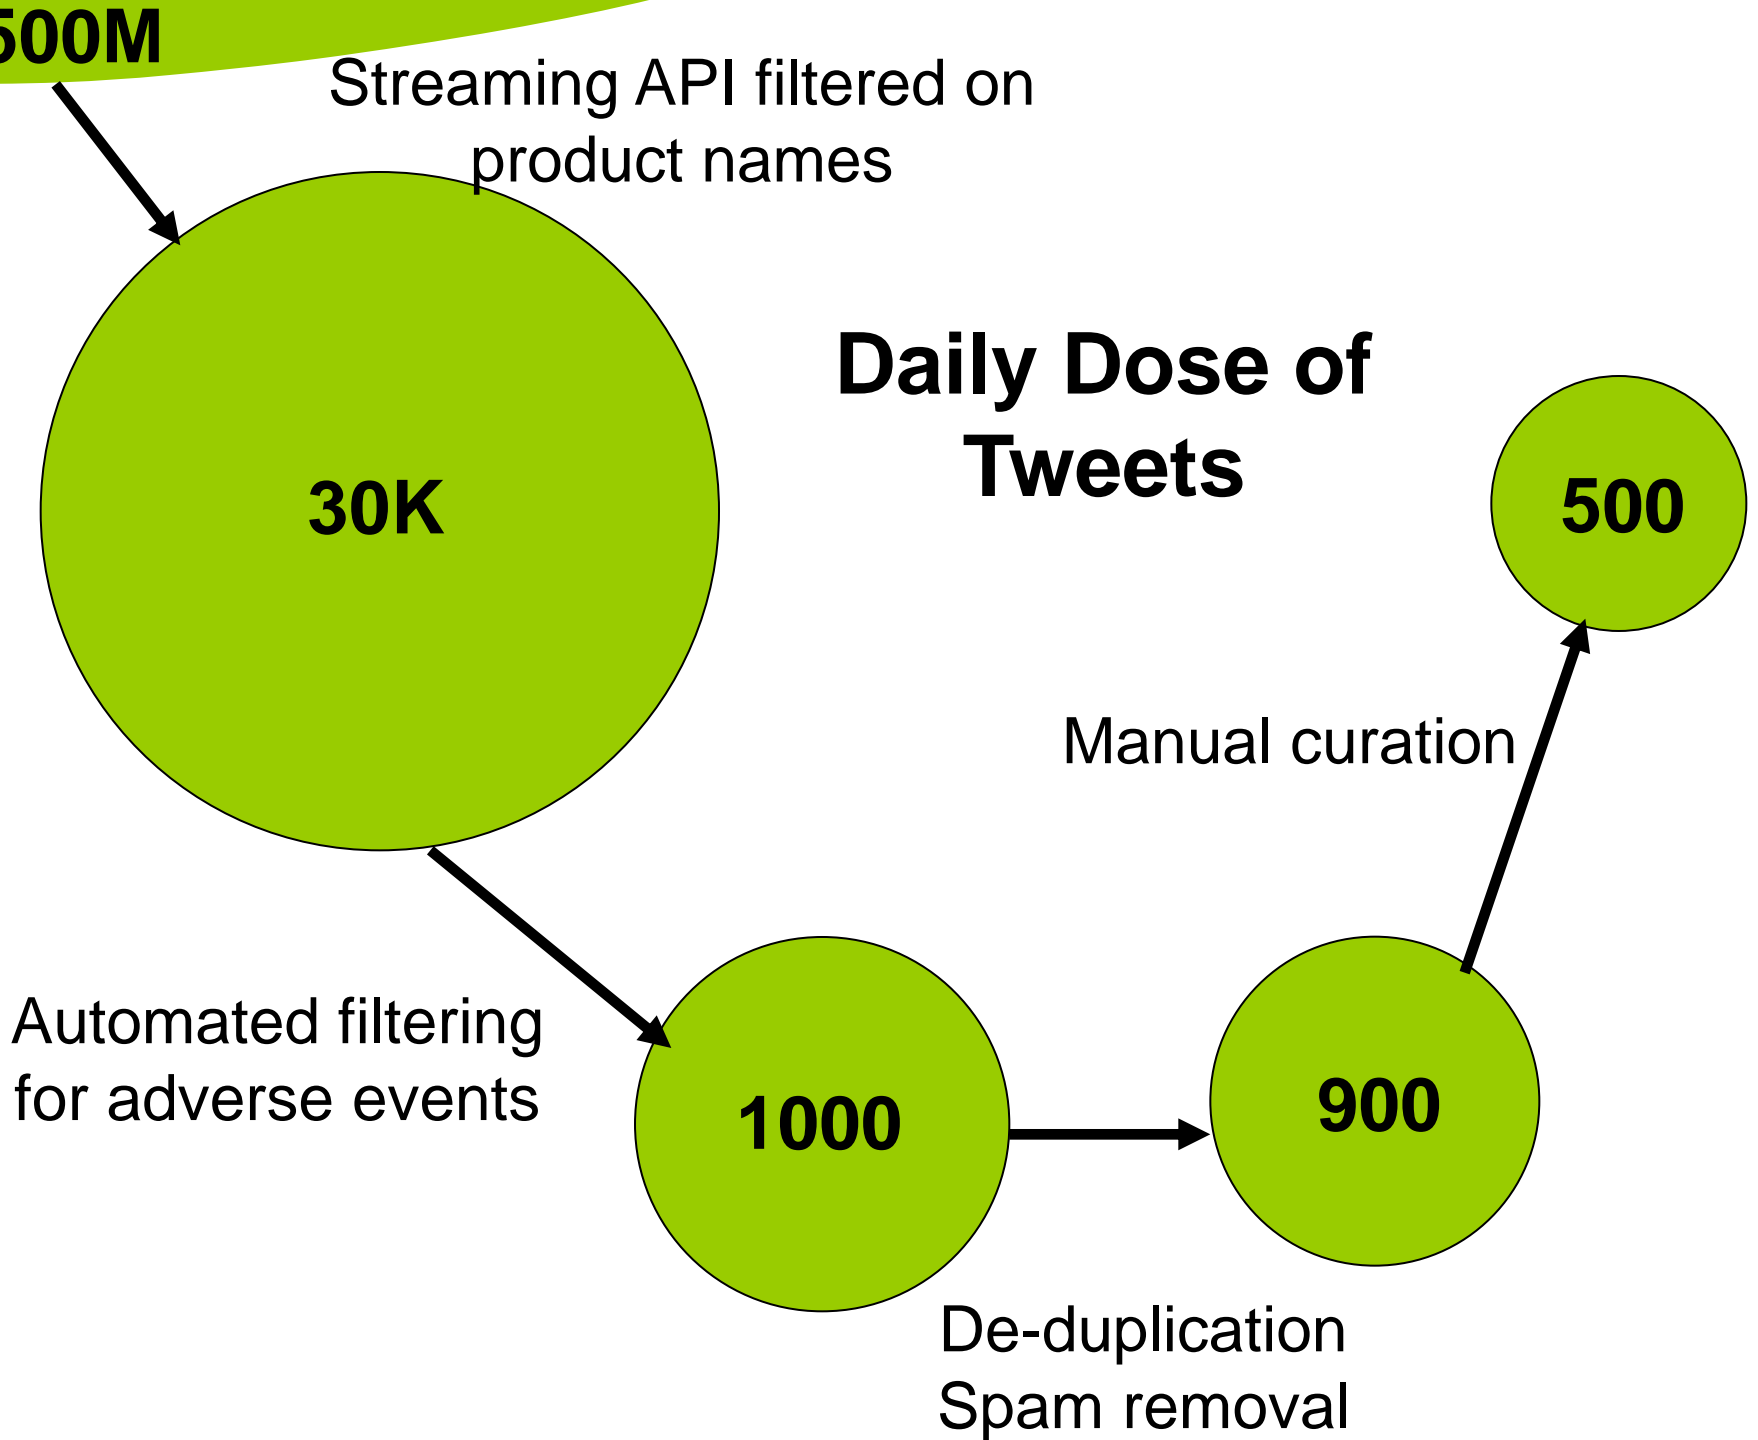 500M
Streaming API filtered on
product names
Daily Dose of
Tweets
30K
500
Manual curation
Automated filtering
for adverse events
1000
900
De-duplication
Spam removal